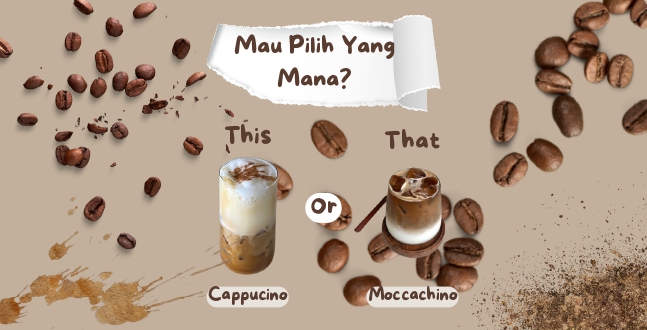 Mau Pilih Yang
Mana?
This
That
Or
Cappucino
Moccachino